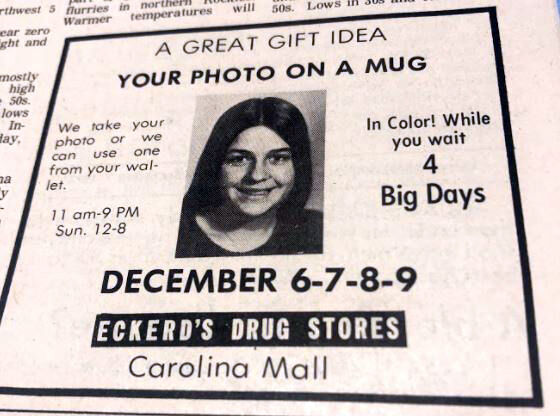 rthwest 5
flurries in northern
Warmer temperatures will 50s. Lows in 30s and
ear zero
ght and
mostly
high
50s.
lows
In-
day,
A GREAT GIFT IDEA
YOUR PHOTO ON A MUG
We take your
photo or we
can use one
from your wal-
let.
11 am-9 PM
Sun. 12-8
In Color! While
you wait
4
Big Days
DECEMBER 6-7-8-9
ECKERD'S DRUG STORES
Carolina Mall